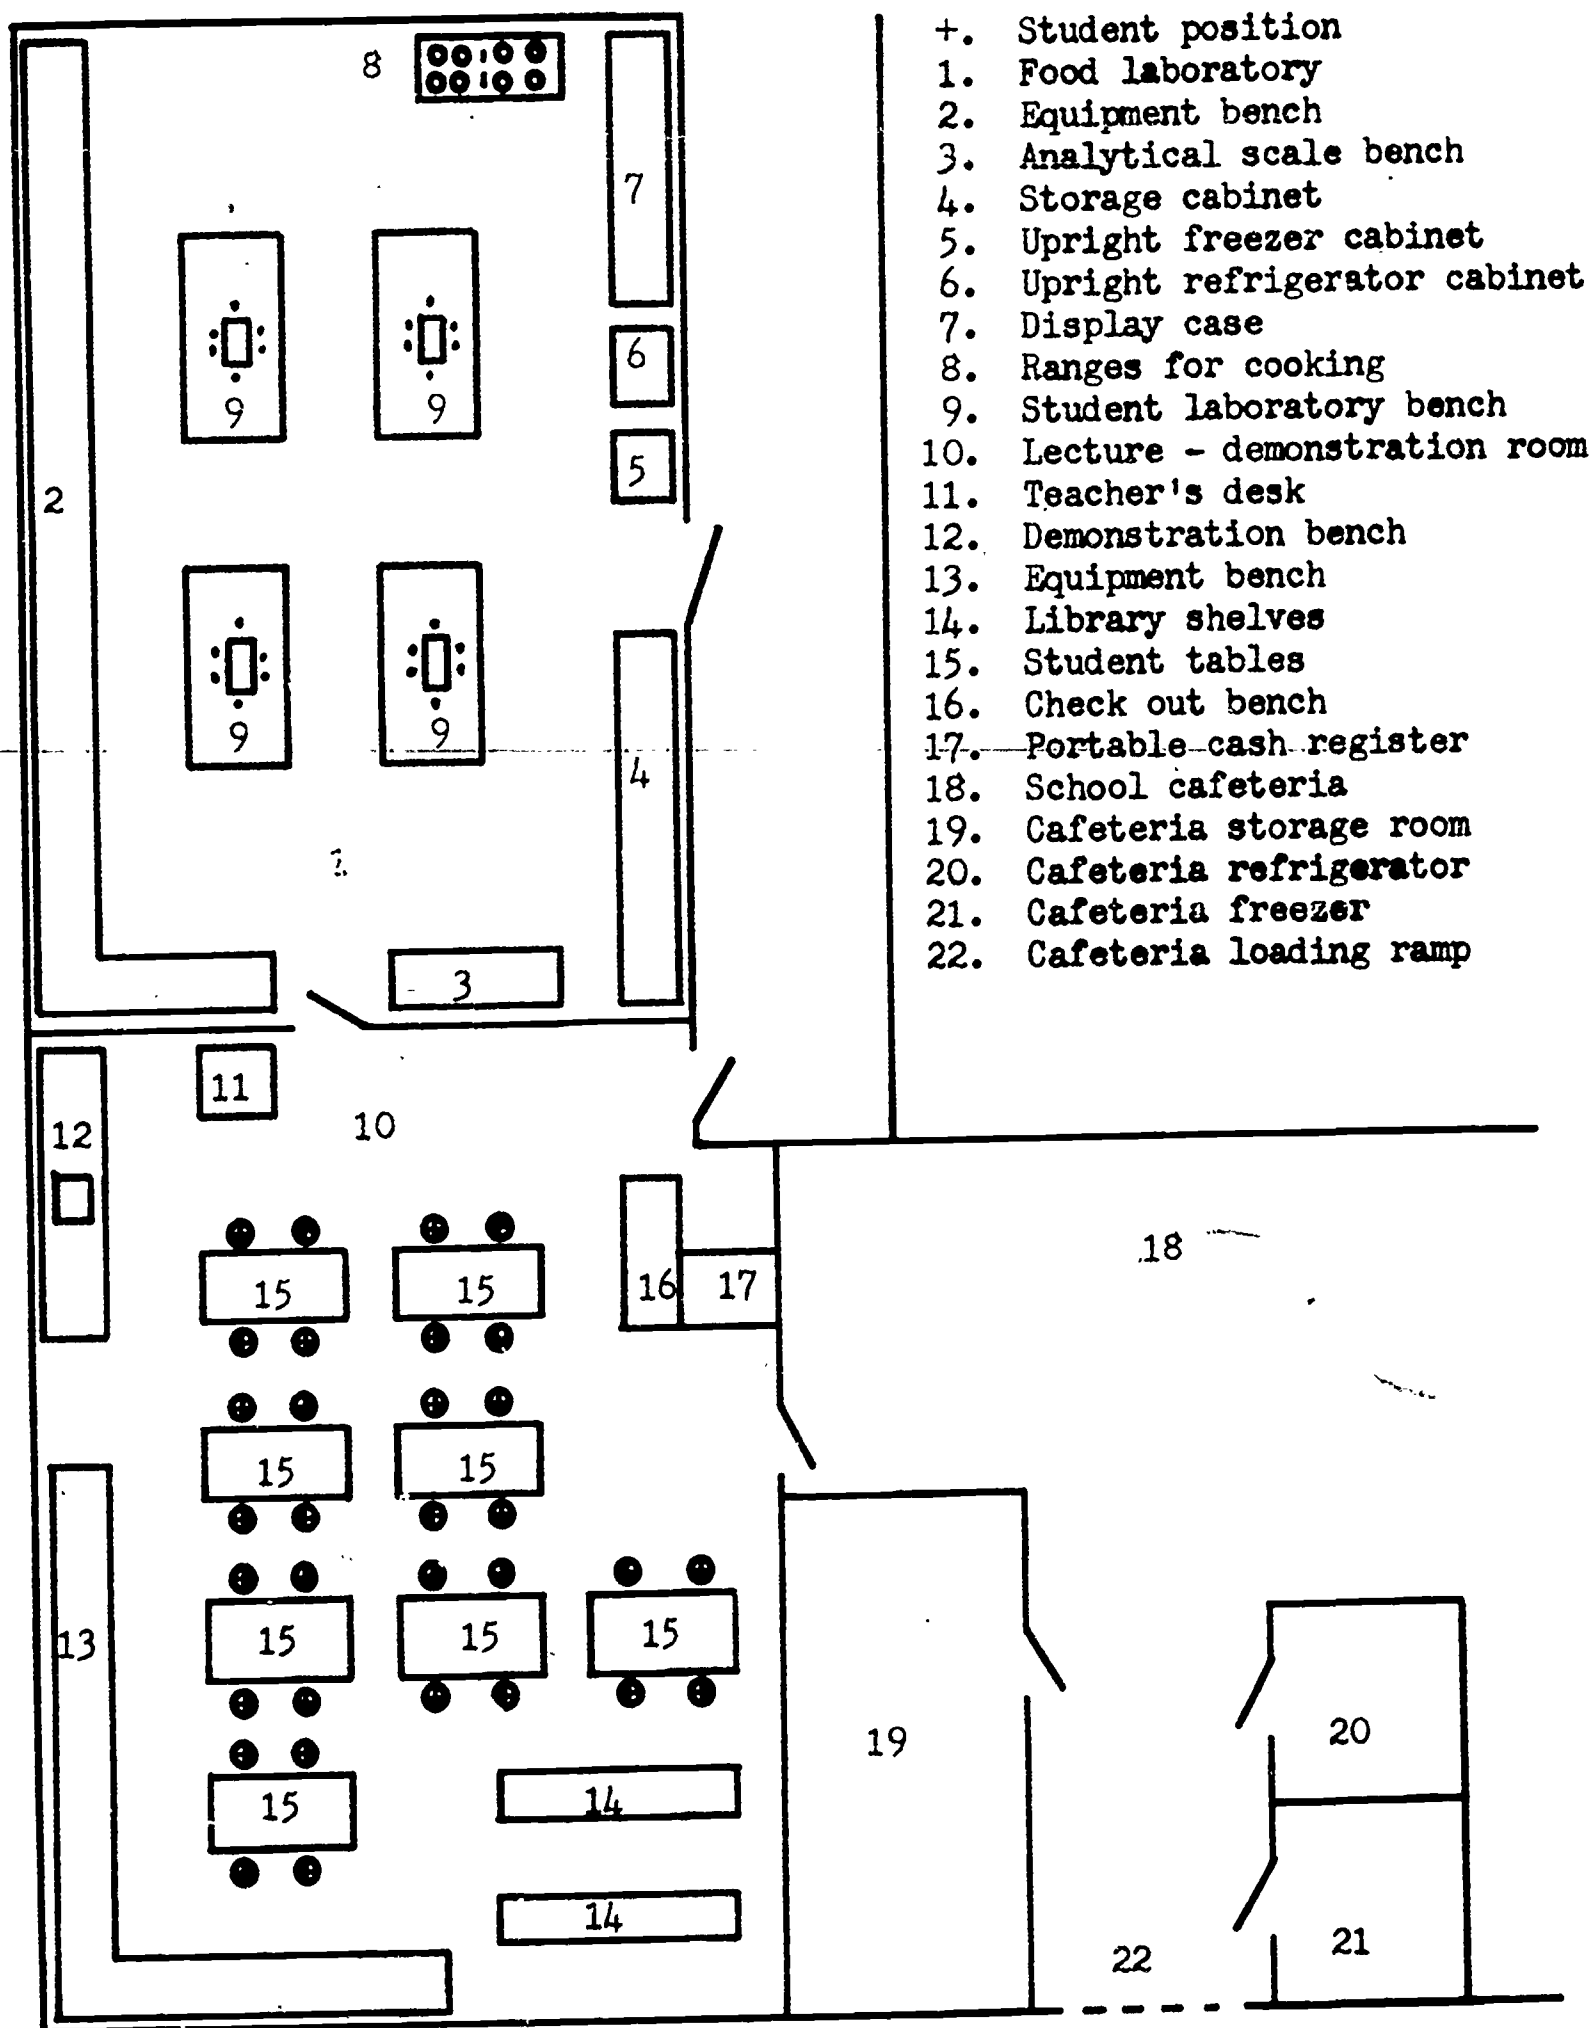 +. Student position
1. Food laboratory
2. Equipment bench
3. Analytical scale bench
4. Storage cabinet
5. Upright freezer cabinet
6. Upright refrigerator cabinet
7. Display case
8. Ranges for cooking
9. Student laboratory bench
10. Lecture - demonstration room
11. Teacher's desk
12. Demonstration bench
13. Equipment bench
14. Library shelves
15. Student tables
16. Check out bench
17. Portable cash register
18. School cafeteria
19. Cafeteria storage room
20. Cafeteria refrigerator
21. Cafeteria freezer
22. Cafeteria loading ramp
8
7
6
9 9
5
2
9 9
4
3
11
10
12
18
15 15
16 17
15 15
13
15 15 15
19
20
15
14
14
21
22